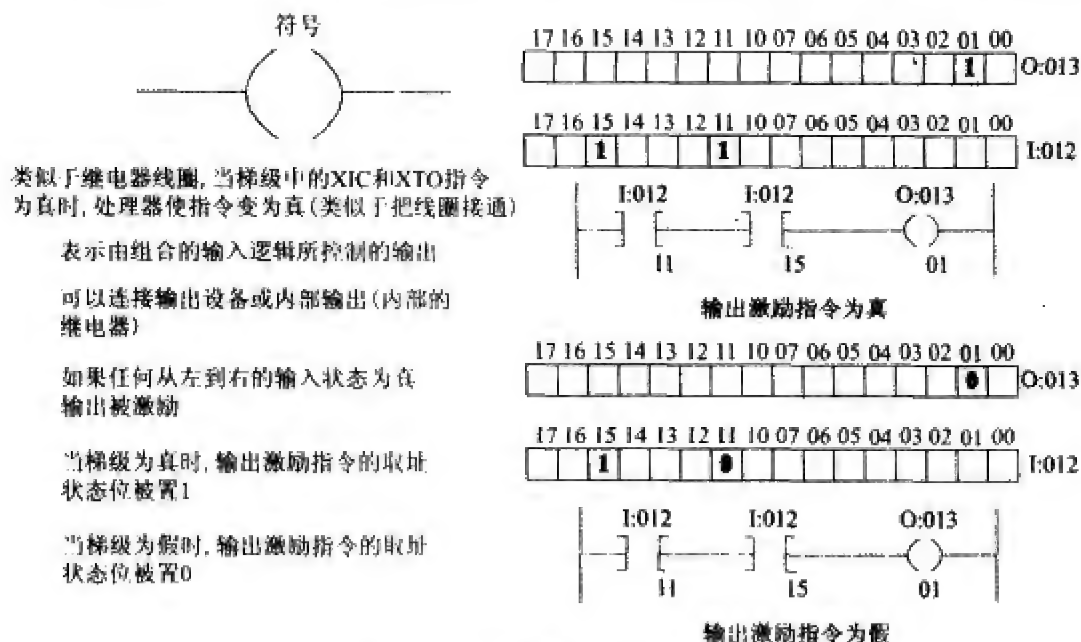 符号
类似于继电器线圈, 当梯级中的XIC和XTO指令
为真时, 处理器使指令变为真(类似于把线圈接通)
表示由组合的输入逻辑所控制的输出
可以连接输出设备或内部输出(内部的
继电器)
如果任何从左到右的输入状态为真
输出被激励
当梯级为真时, 输出激励指令的取址
状态位被置1
当梯级为假时, 输出激励指令的取址
状态位被置0
17 16 15 14 13 12 11 10 07 06 05 04 03 02 01 00
1 O:013
17 16 15 14 13 12 11 10 07 06 05 04 03 02 01 00
1 1 I:012
I:012 I:012 O:013
11 15 01
输出激励指令为真
17 16 15 14 13 12 11 10 07 06 05 04 03 02 01 00
0 O:013
17 16 15 14 13 12 11 10 07 06 05 04 03 02 01 00
1 0 I:012
I:012 I:012 O:013
11 15 01
输出激励指令为假